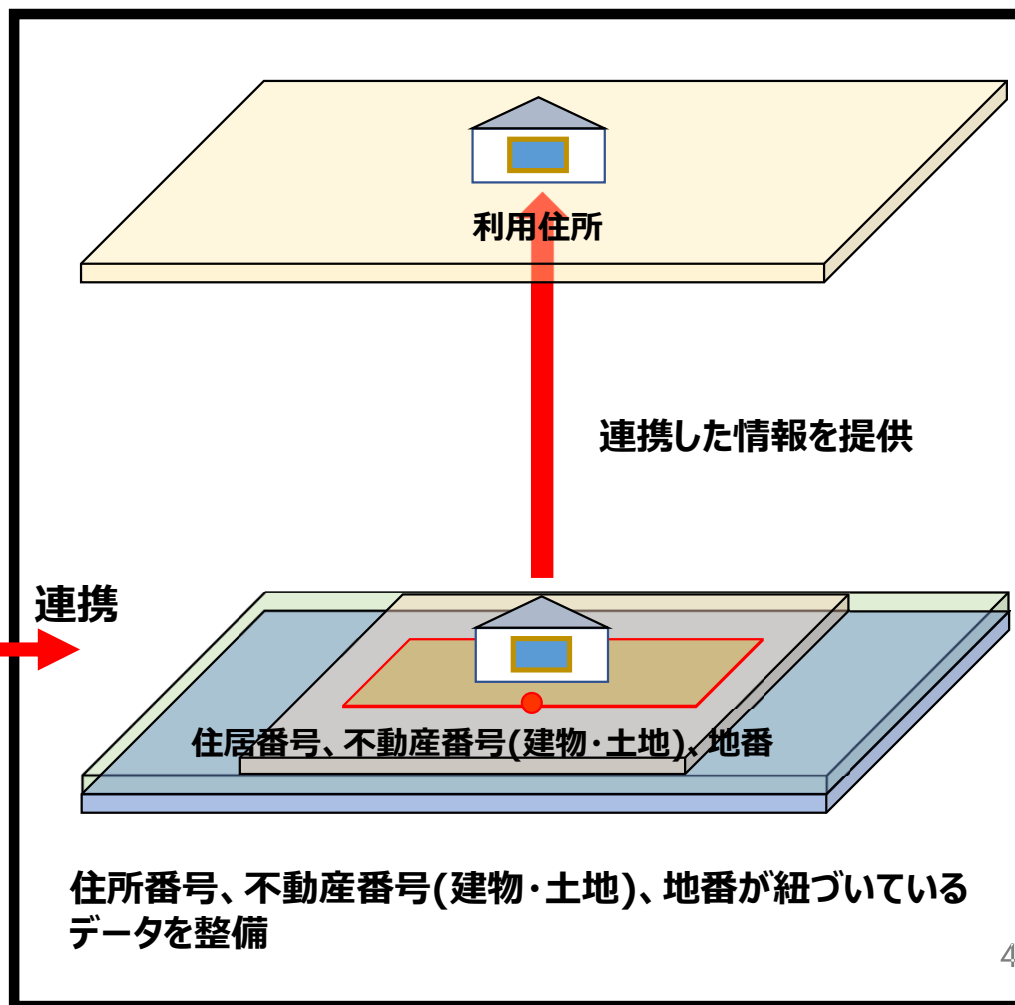 利用住所
連携した情報を提供
連携
住居番号、不動産番号(建物・土地)、地番
住所番号、不動産番号(建物・土地)、地番が紐づいている
データを整備
4